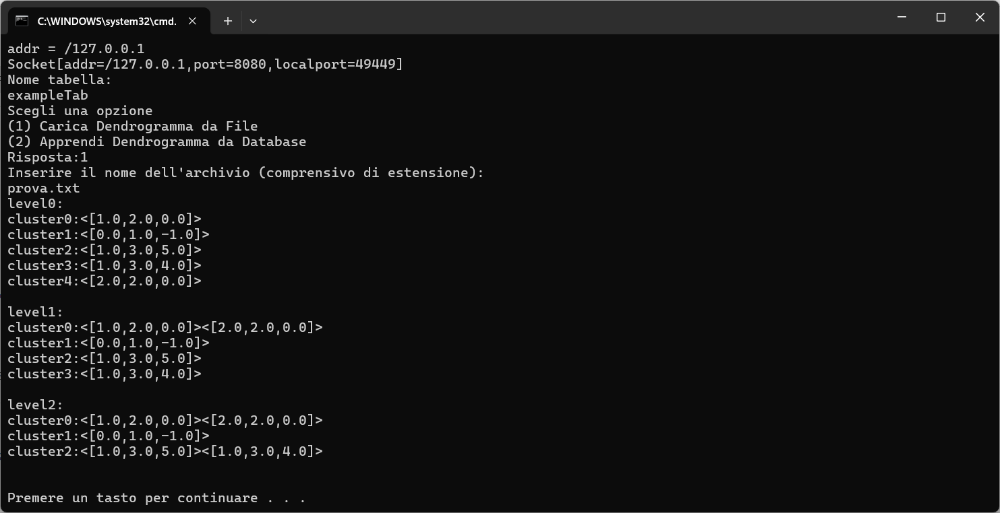 C:\WINDOWS\system32\cmd.
addr = /127.0.0.1
Socket[addr=/127.0.0.1,port=8080,localport=49449]
Nome tabella:
exampleTab
Scegli una opzione
(1) Carica Dendrogramma da File
(2) Apprendi Dendrogramma da Database
Risposta:1
Inserire il nome dell'archivio (comprensivo di estensione):
prova.txt
level0:
cluster0:<[1.0,2.0,0.0]>
cluster1:<[0.0,1.0,-1.0]>
cluster2:<[1.0,3.0,5.0]>
cluster3:<[1.0,3.0,4.0]>
cluster4:<[2.0,2.0,0.0]>

level1:
cluster0:<[1.0,2.0,0.0]><[2.0,2.0,0.0]>
cluster1:<[0.0,1.0,-1.0]>
cluster2:<[1.0,3.0,5.0]>
cluster3:<[1.0,3.0,4.0]>

level2:
cluster0:<[1.0,2.0,0.0]><[2.0,2.0,0.0]>
cluster1:<[0.0,1.0,-1.0]>
cluster2:<[1.0,3.0,5.0]><[1.0,3.0,4.0]>

Premere un tasto per continuare . . .